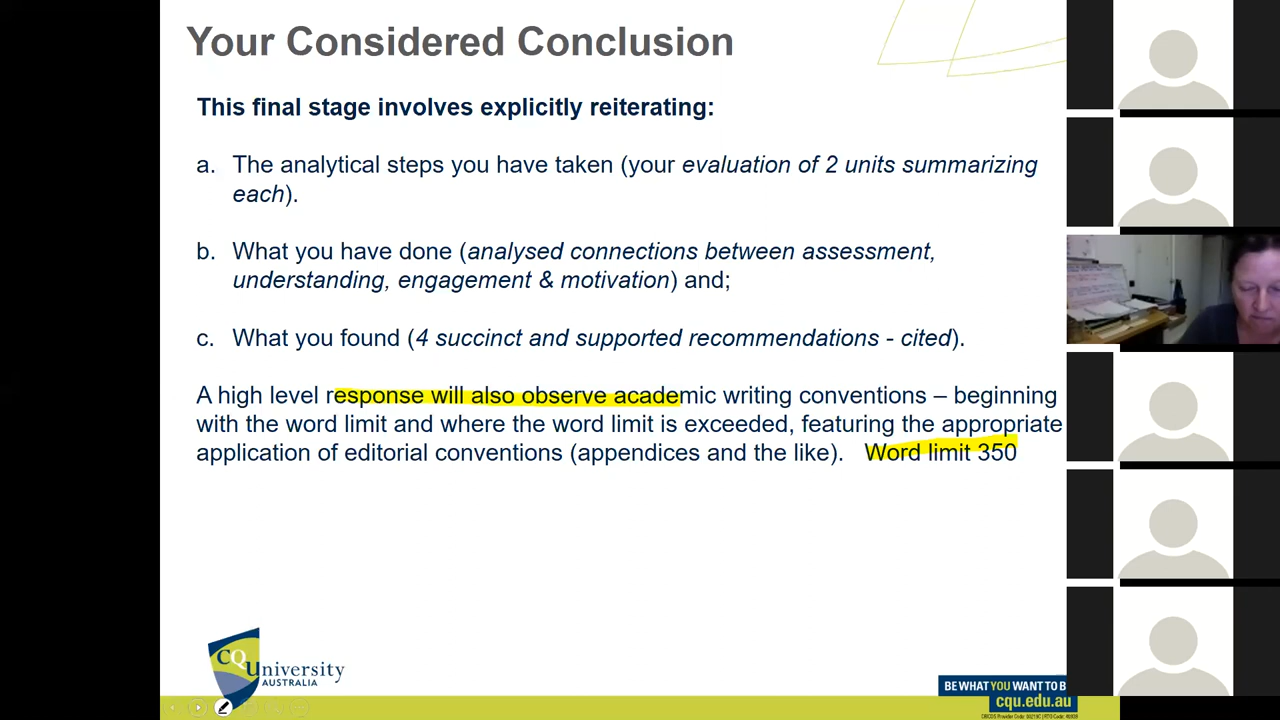 Your Considered Conclusion
This final stage involves explicitly reiterating:
a. The analytical steps you have taken (your evaluation of 2 units summarizing
each).
b. What you have done (analysed connections between assessment,
understanding, engagement & motivation) and;
c. What you found (4 succinct and supported recommendations - cited).
A high level response will also observe academic writing conventions – beginning
with the word limit and where the word limit is exceeded, featuring the appropriate
application of editorial conventions (appendices and the like). Word limit 350
CQUniversity
AUSTRALIA
BE WHAT YOU WANT TO B
cqu.edu.au